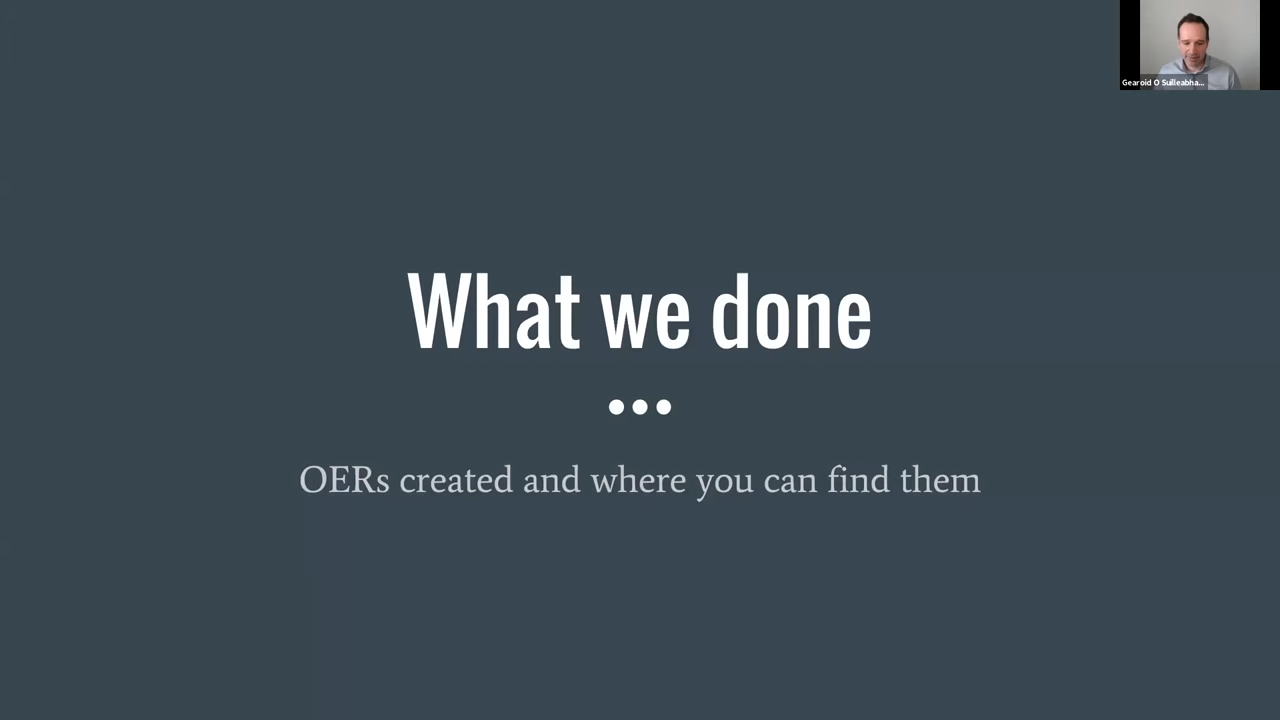 What we done
OERs created and where you can find them
Gearoid O Suilleabha...